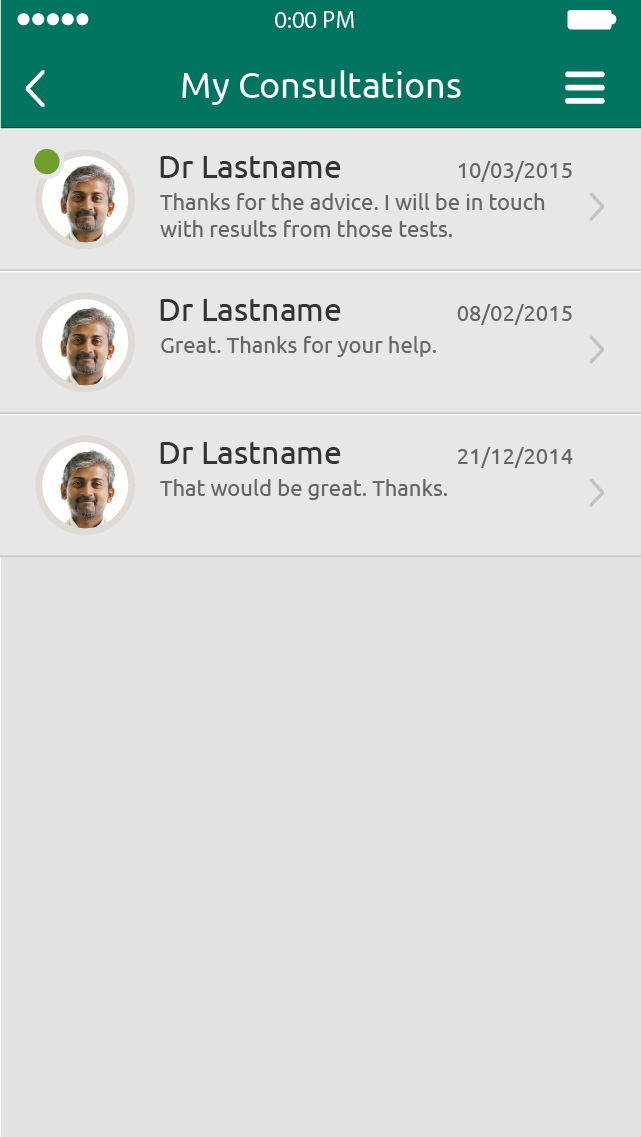 0:00 PM
My Consultations
Dr Lastname 10/03/2015
Thanks for the advice. I will be in touch
with results from those tests.
Dr Lastname 08/02/2015
Great. Thanks for your help.
Dr Lastname 21/12/2014
That would be great. Thanks.